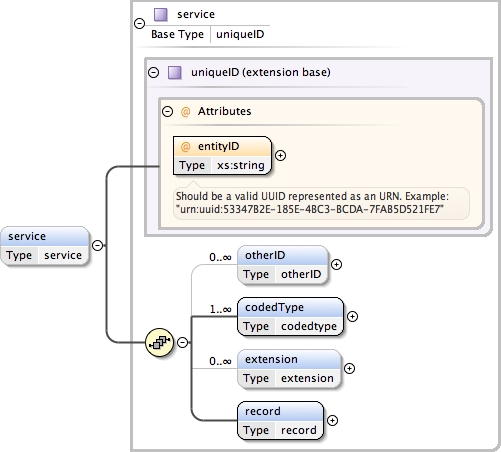 service
Base Type uniqueID
uniqueID (extension base)
@ Attributes
@ entityID
Type xs:string
Should be a valid UUID represented as an URN. Example:
"urn:uuid:53347B2E-185E-4BC3-BCDA-7FAB5D521FE7"
service
Type service
0..∞ otherID
Type otherID
1..∞ codedType
Type codedtype
0..∞ extension
Type extension
record
Type record